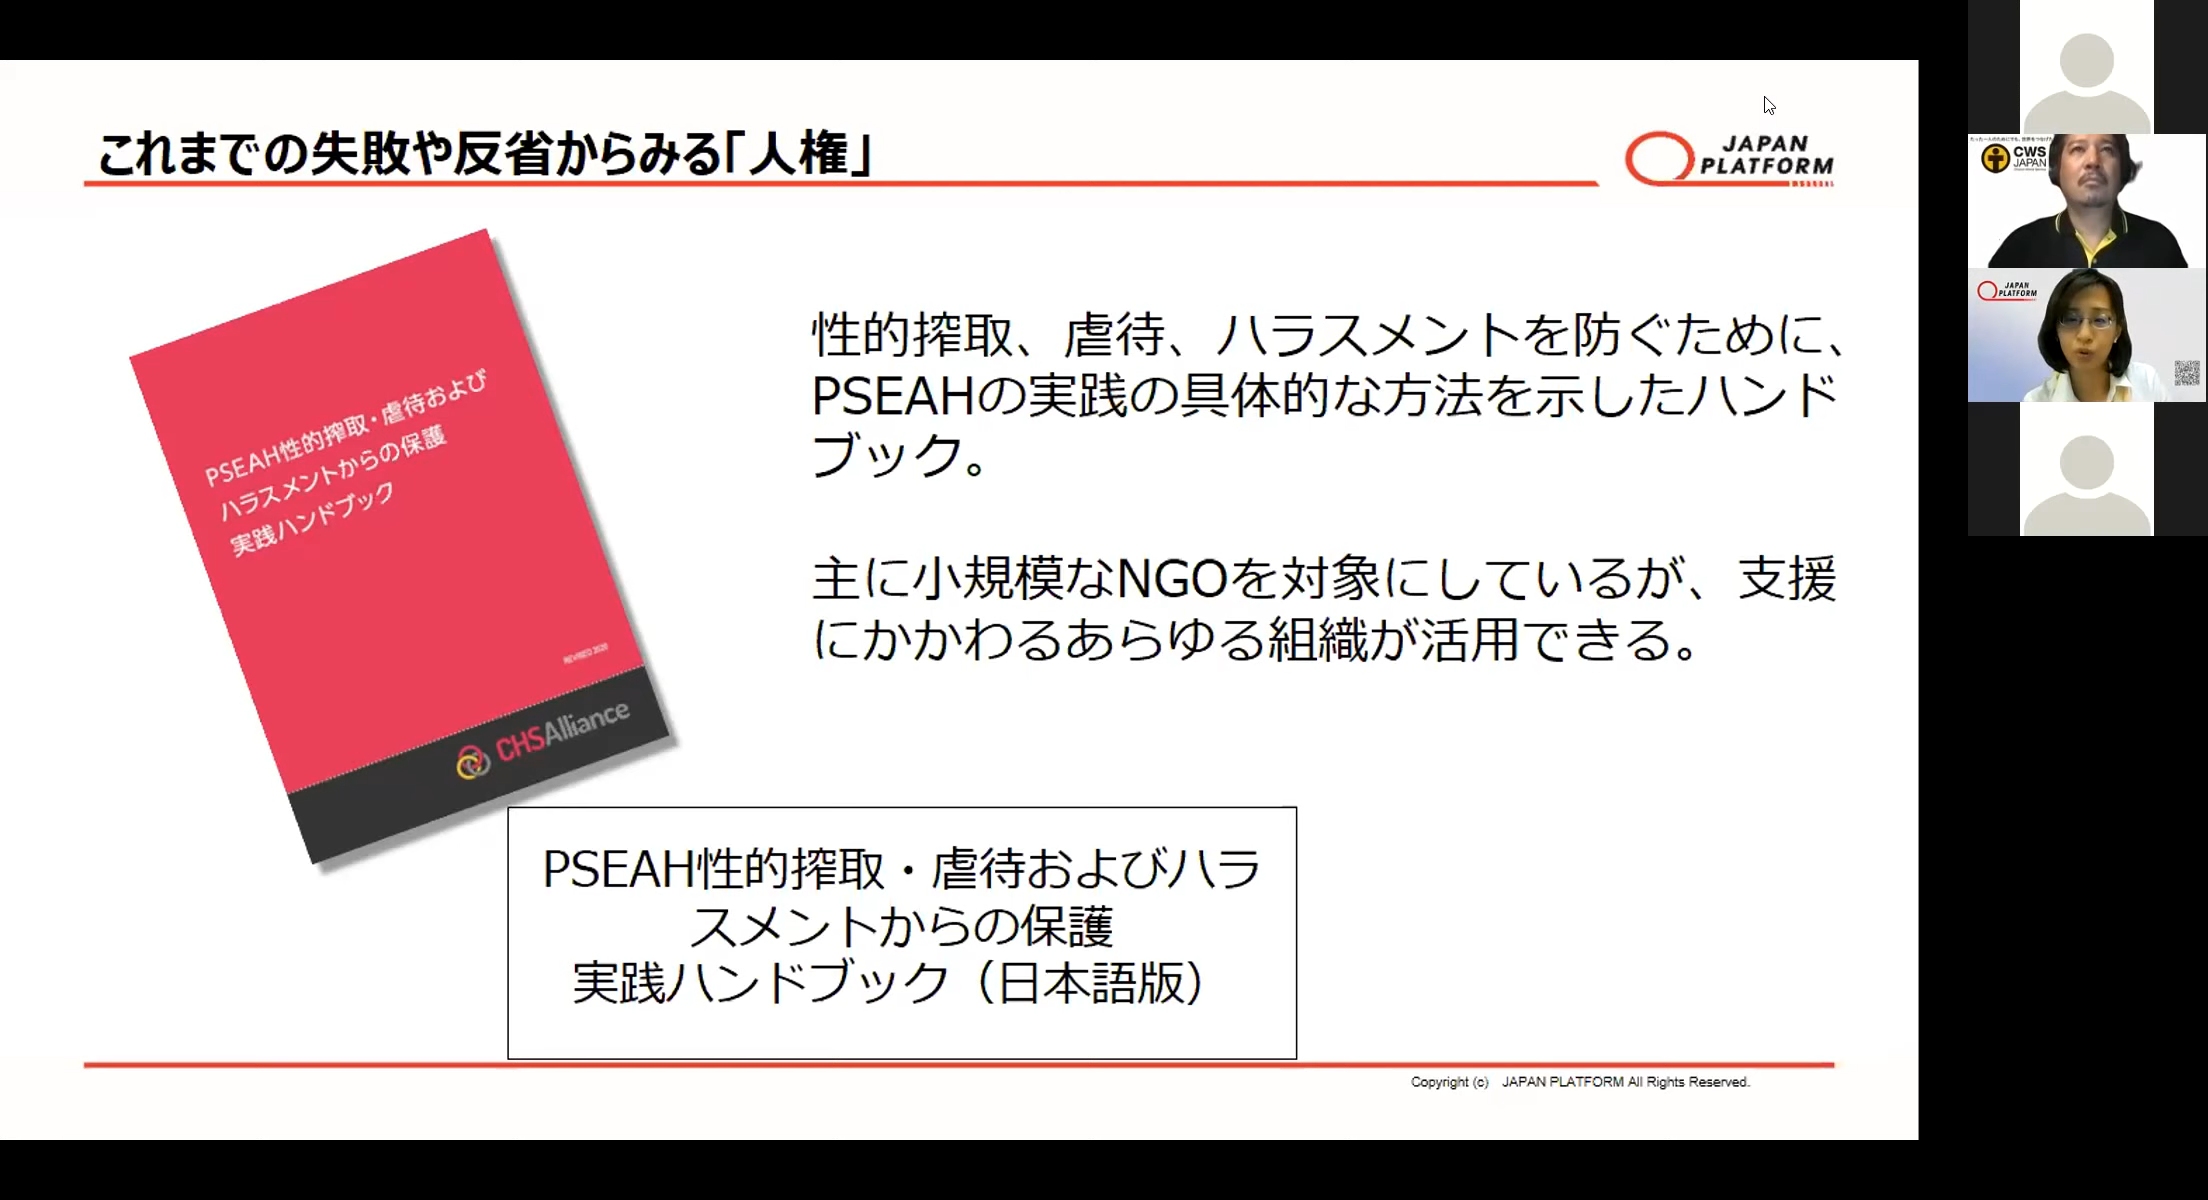 これまでの失敗や反省からみる「人権」
JAPAN
PLATFORM
PSEAH性的搾取・虐待および
ハラスメントからの保護
実践ハンドブック
REVISED 2020
CHSAlliance
性的搾取、虐待、ハラスメントを防ぐために、
PSEAHの実践の具体的な方法を示したハンド
ブック。
主に小規模なNGOを対象にしているが、支援
にかかわるあらゆる組織が活用できる。
PSEAH性的搾取・虐待およびハラ
スメントからの保護
実践ハンドブック（日本語版）
Copyright (c) JAPAN PLATFORM All Rights Reserved.
CWS
JAPAN
JAPAN
PLATFORM